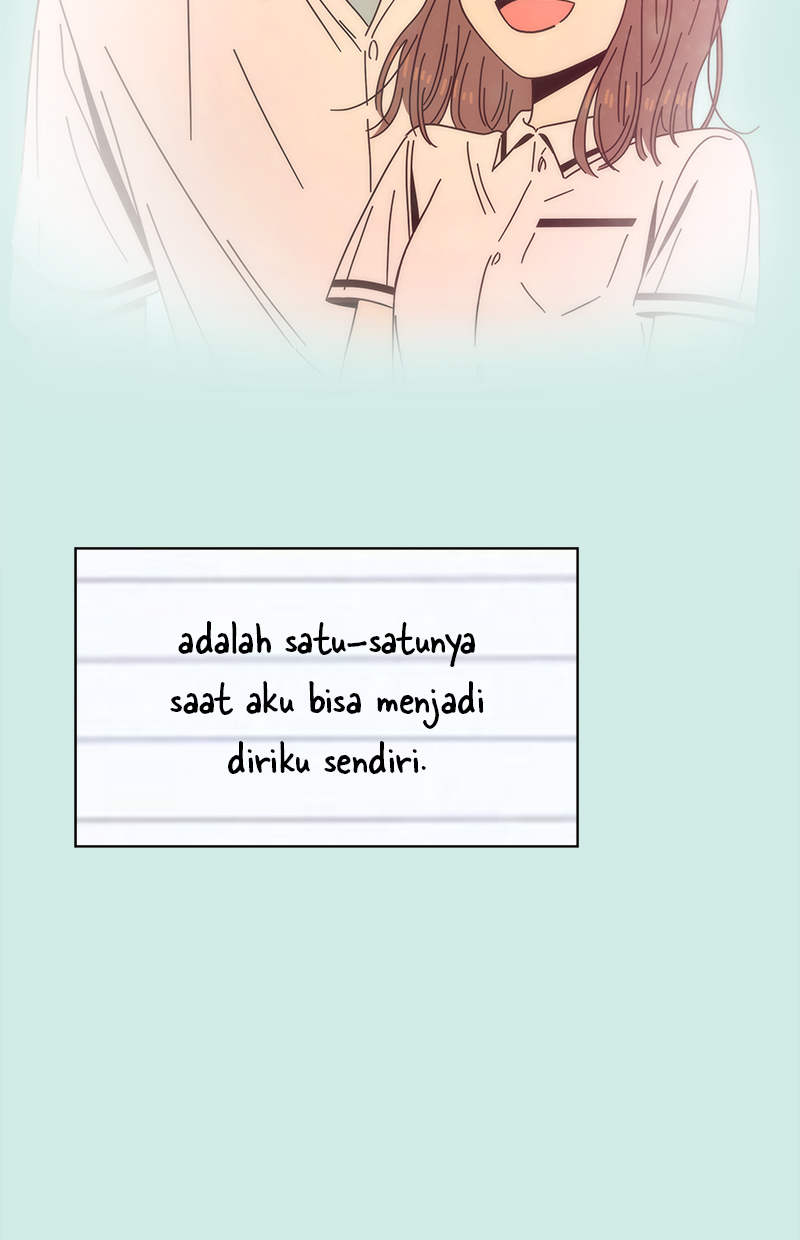 adalah satu-satunya
saat aku bisa menjadi
diriku sendiri.